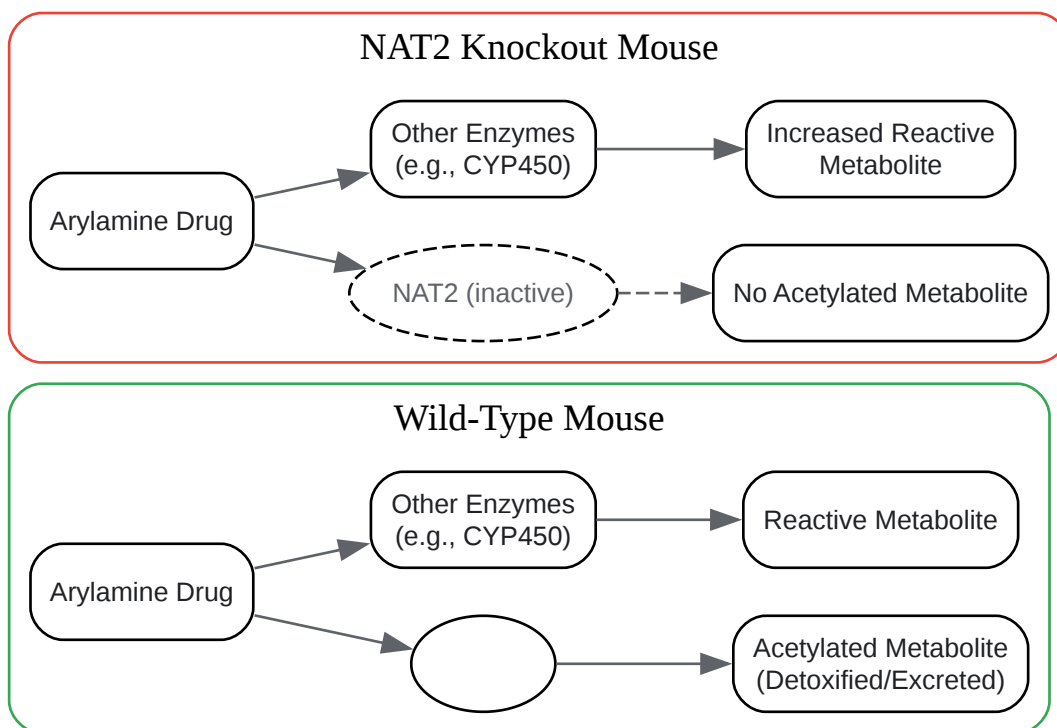 NAT2 Knockout Mouse
Other Enzymes
(e.g., CYP450)
Increased Reactive
Metabolite
Arylamine Drug
NAT2 (inactive)
No Acetylated Metabolite
Wild-Type Mouse
Other Enzymes
(e.g., CYP450)
Reactive Metabolite
Arylamine Drug
Acetylated Metabolite
(Detoxified/Excreted)